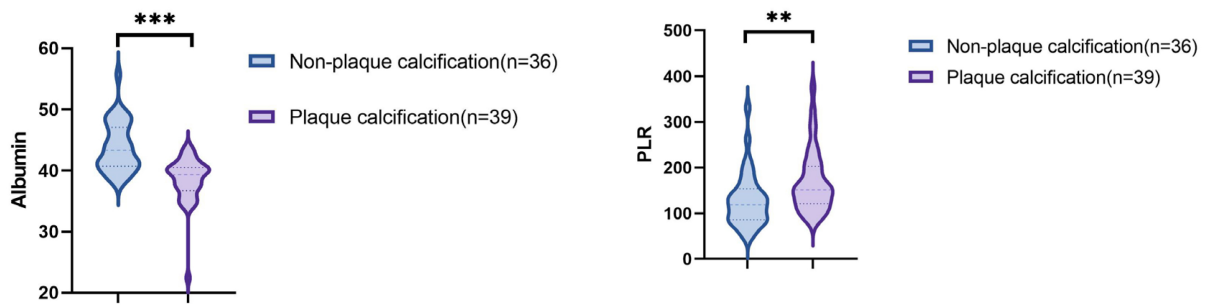 ***
Albumin
60
50
40
30
20
Non-plaque calcification(n=36)
Plaque calcification(n=39)
**
PLR
500
400
300
200
100
0
Non-plaque calcification(n=36)
Plaque calcification(n=39)